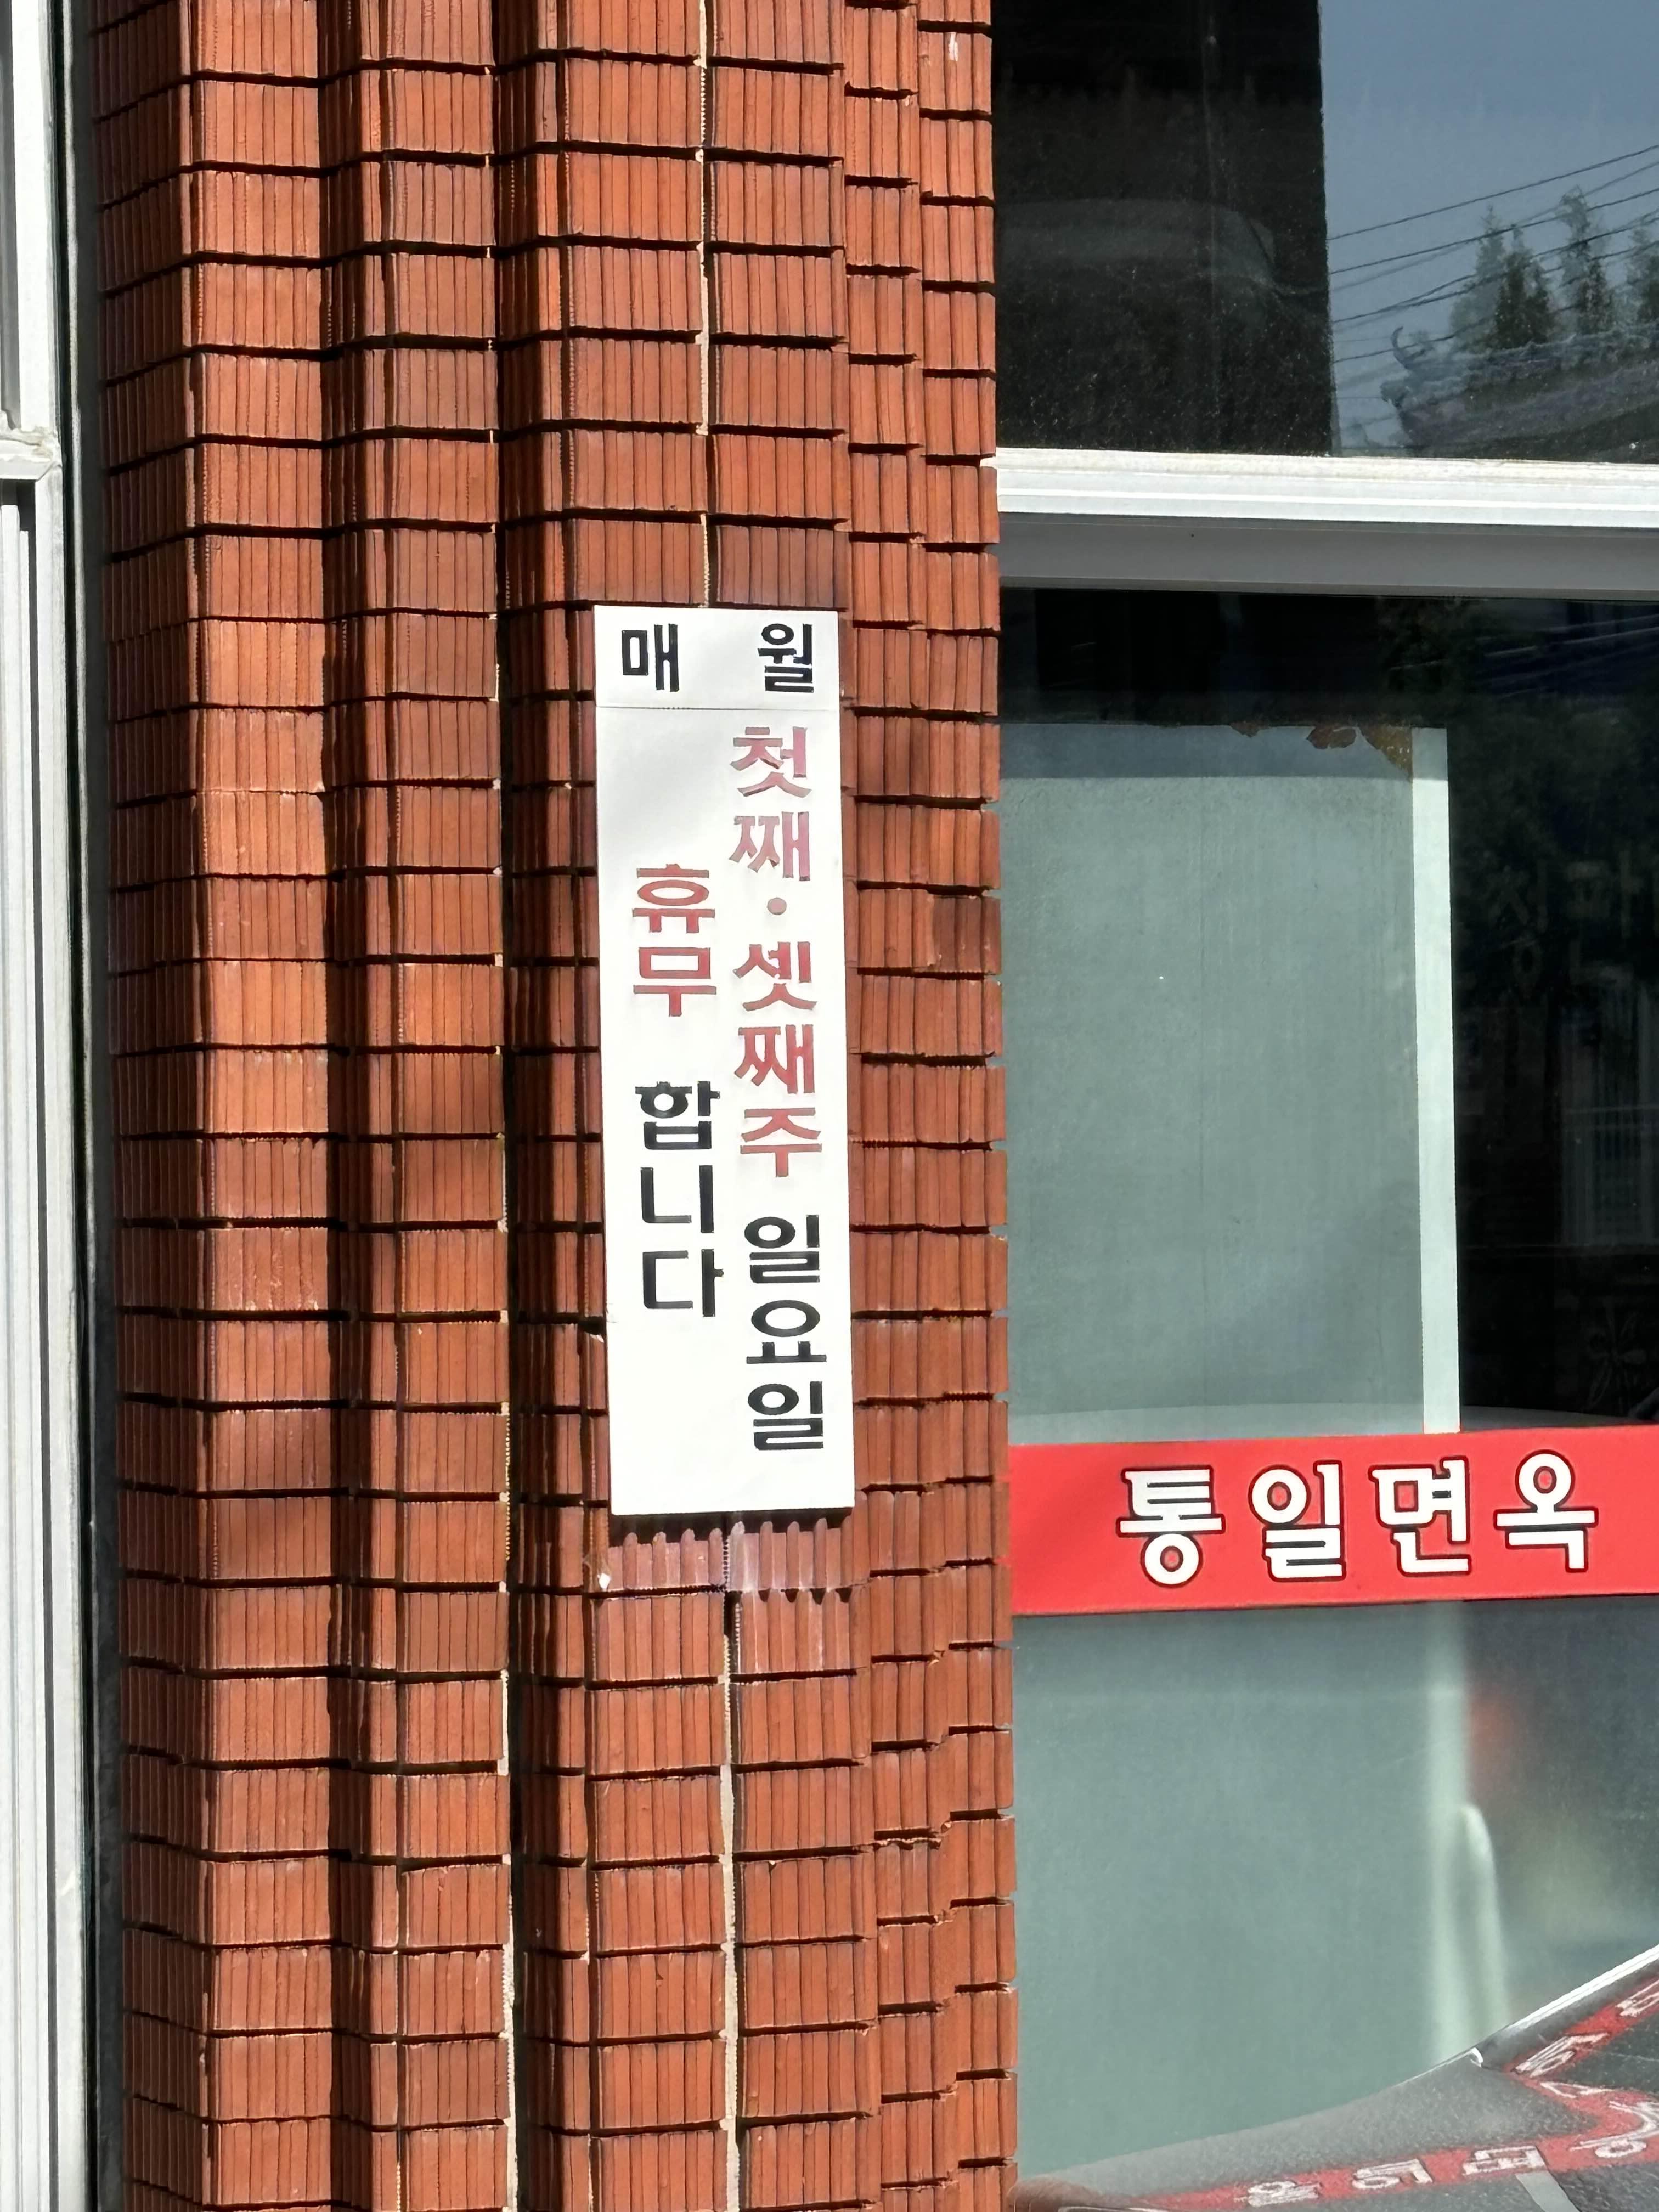 매 월
첫째·셋째주 일요일
휴무 합니다
통일면옥